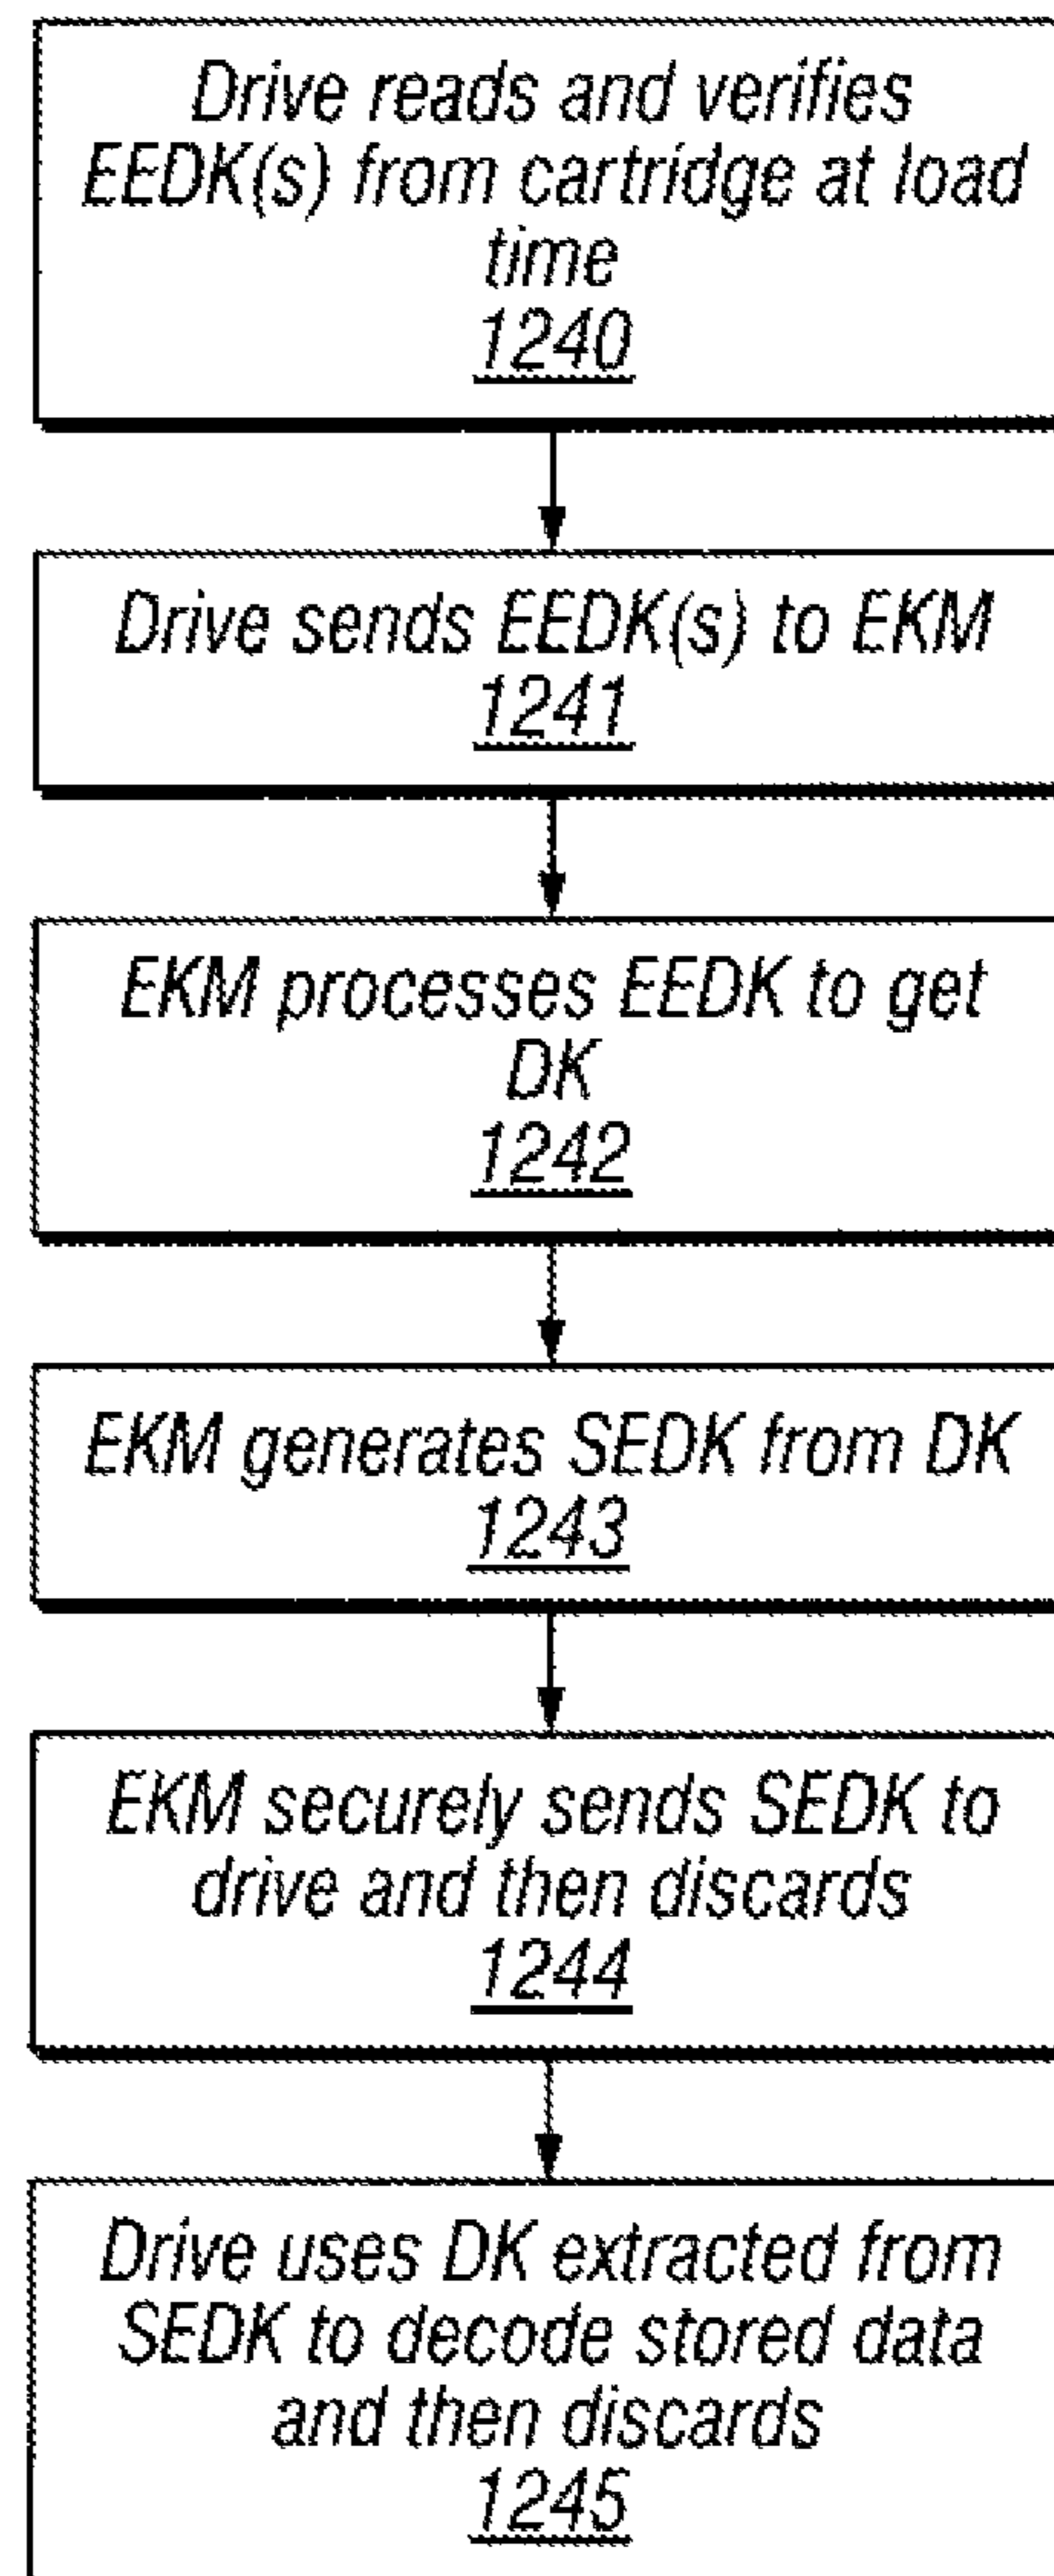 Drive reads and verifies
EEDK(s) from cartridge at load
time
1240
Drive sends EEDK(s) to EKM
1241
EKM processes EEDK to get
DK
1242
EKM generates SEDK from DK
1243
EKM securely sends SEDK to
drive and then discards
1244
Drive uses DK extracted from
SEDK to decode stored data
and then discards
1245